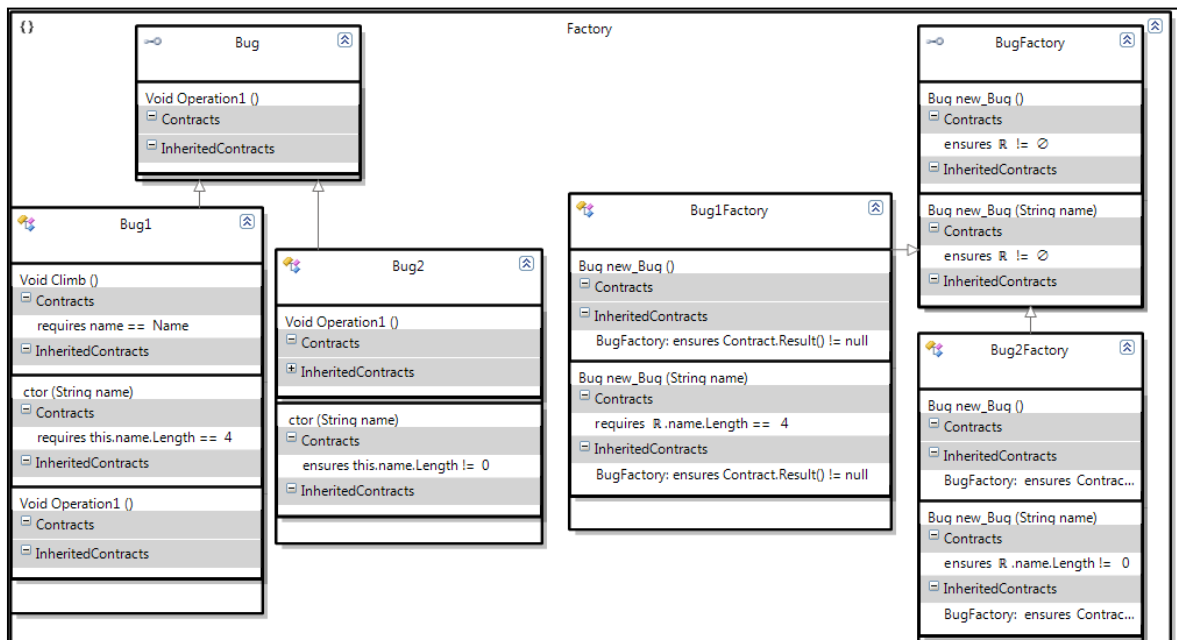 {}
Factory
Bug
Void Operation1 ()
Contracts
InheritedContracts
Bug1
Void Climb ()
Contracts
requires name == Name
InheritedContracts
ctor (String name)
Contracts
requires this.name.Length == 4
InheritedContracts
Void Operation1 ()
Contracts
InheritedContracts
Bug2
Void Operation1 ()
Contracts
InheritedContracts
ctor (String name)
Contracts
ensures this.name.Length != 0
InheritedContracts
Bug1Factory
Bug new_Bug ()
Contracts
InheritedContracts
BugFactory: ensures Contract.Result() != null
Bug new_Bug (String name)
Contracts
requires ℝ.name.Length == 4
InheritedContracts
BugFactory: ensures Contract.Result() != null
BugFactory
Bug new_Bug ()
Contracts
ensures ℝ != ∅
InheritedContracts
Bug new_Bug (String name)
Contracts
ensures ℝ != ∅
InheritedContracts
Bug2Factory
Bug new_Bug ()
Contracts
InheritedContracts
BugFactory: ensures Contrac...
Bug new_Bug (String name)
Contracts
ensures ℝ.name.Length != 0
InheritedContracts
BugFactory: ensures Contrac...